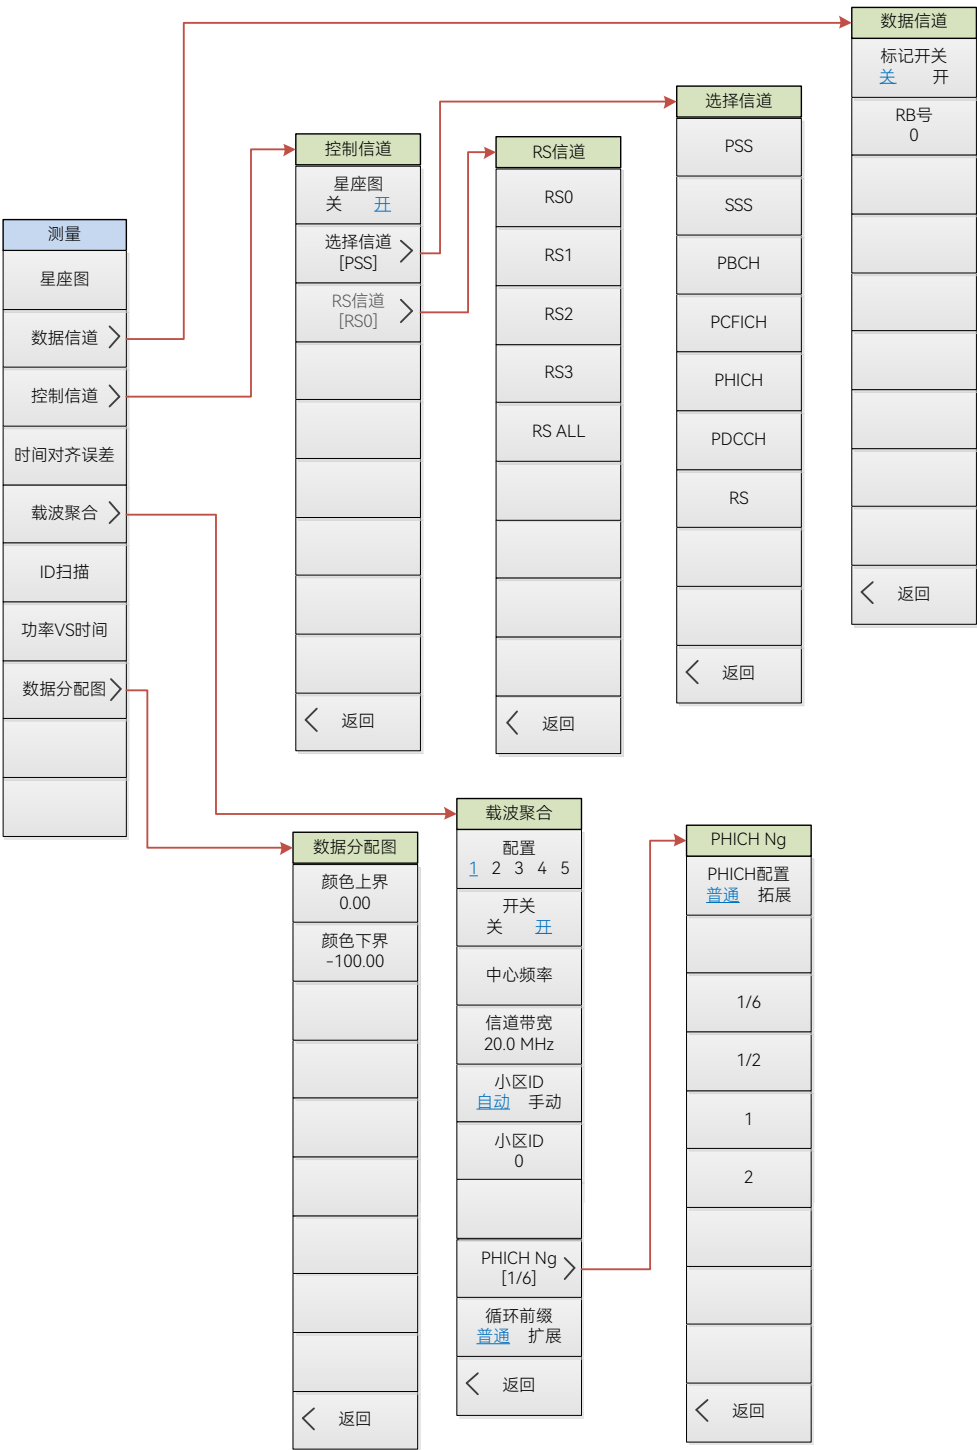 测量
星座图
数据信道
控制信道
时间对齐误差
载波聚合
ID扫描
功率VS时间
数据分配图
控制信道
星座图
关 开
选择信道
[PSS]
RS信道
[RS0]
返回
RS信道
RS0
RS1
RS2
RS3
RS ALL
返回
选择信道
PSS
SSS
PBCH
PCFICH
PHICH
PDCCH
RS
返回
数据信道
标记开关
关 开
RB号
0
返回
数据分配图
颜色上界
0.00
颜色下界
-100.00
返回
载波聚合
配置
1 2 3 4 5
开关
关 开
中心频率
信道带宽
20.0 MHz
小区ID
自动 手动
小区ID
0
PHICH Ng
[1/6]
循环前缀
普通 扩展
返回
PHICH Ng
PHICH配置
普通 拓展
1/6
1/2
1
2
返回